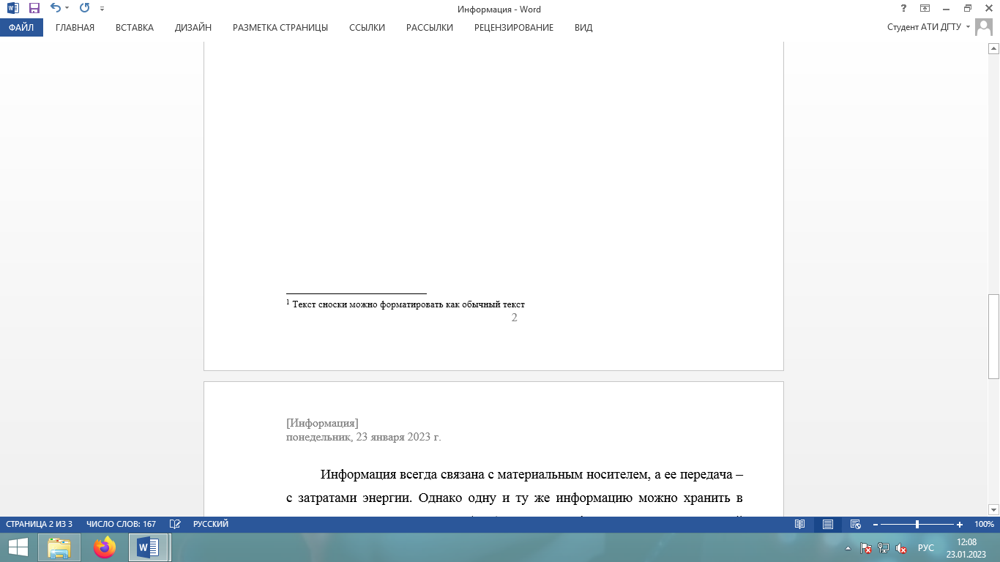 Информация - Word
ФАЙЛ ГЛАВНАЯ ВСТАВКА ДИЗАЙН РАЗМЕТКА СТРАНИЦЫ ССЫЛКИ РАССЫЛКИ РЕЦЕНЗИРОВАНИЕ ВИД Студент АТИ ДГТУ
1 Текст сноски можно форматировать как обычный текст
2
[Информация]
понедельник, 23 января 2023 г.
Информация всегда связана с материальным носителем, а ее передача –
с затратами энергии. Однако одну и ту же информацию можно хранить в
СТРАНИЦА 2 ИЗ 3 ЧИСЛО СЛОВ: 167 РУССКИЙ 100%
РУС 12:08
23.01.2023